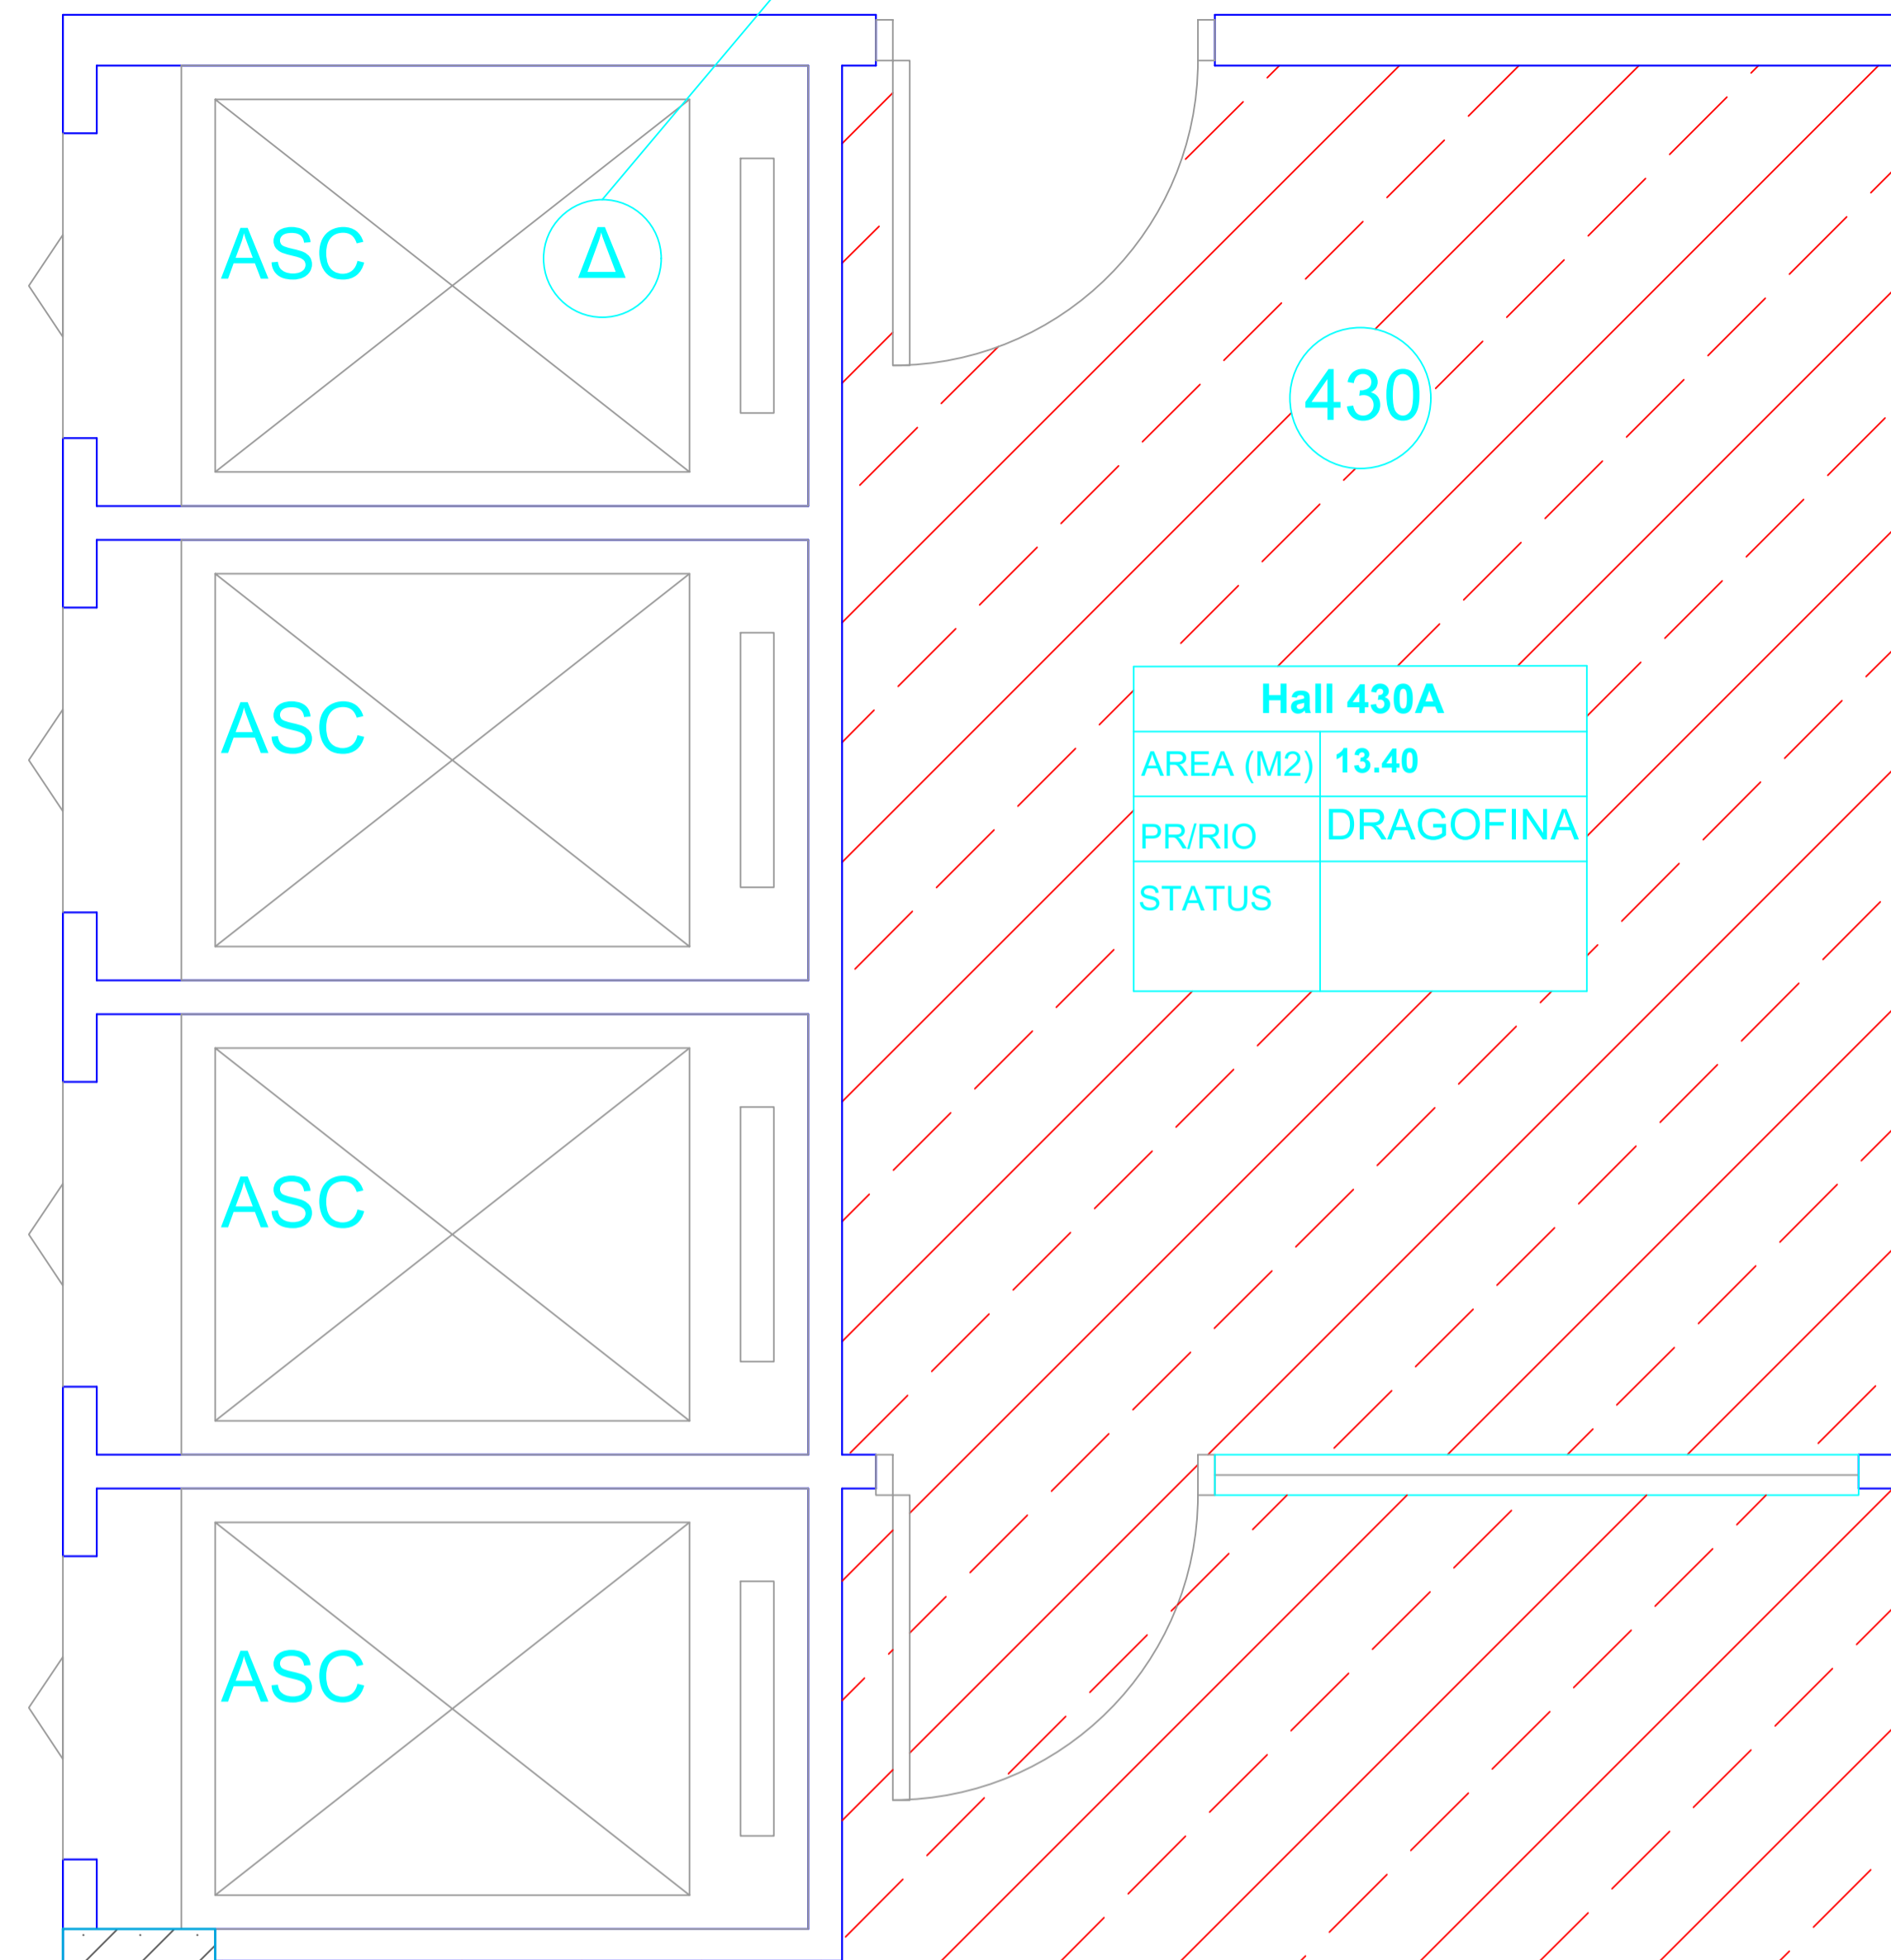 ASC
Δ
430
ASC
Hall 430A
AREA (M2) 13.40
PR/RIO DRAGOFINA
STATUS
ASC
ASC